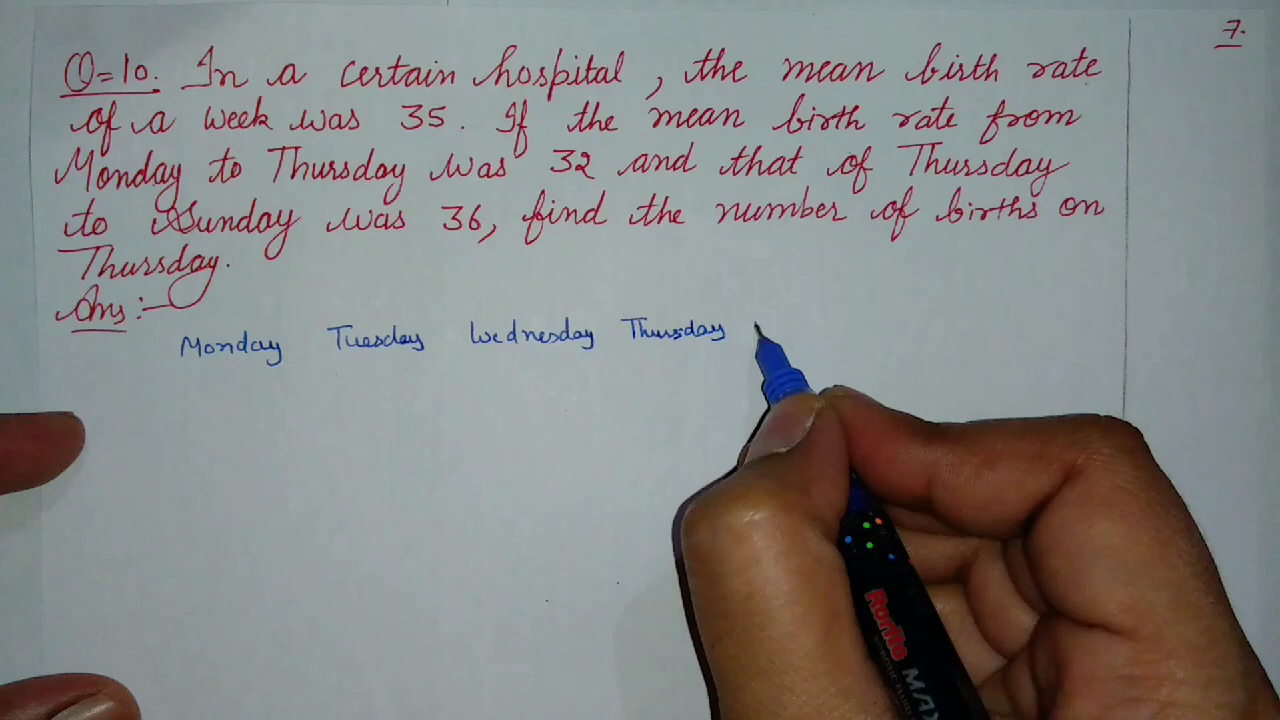 7.
Q=10. In a certain hospital, the mean birth rate
of a week was 35. If the mean birth rate from
Monday to Thursday was 32 and that of Thursday
to Sunday was 36, find the number of births on
Thursday.
Ans:-
Monday Tuesday Wednesday Thursday
Rorito
MAX